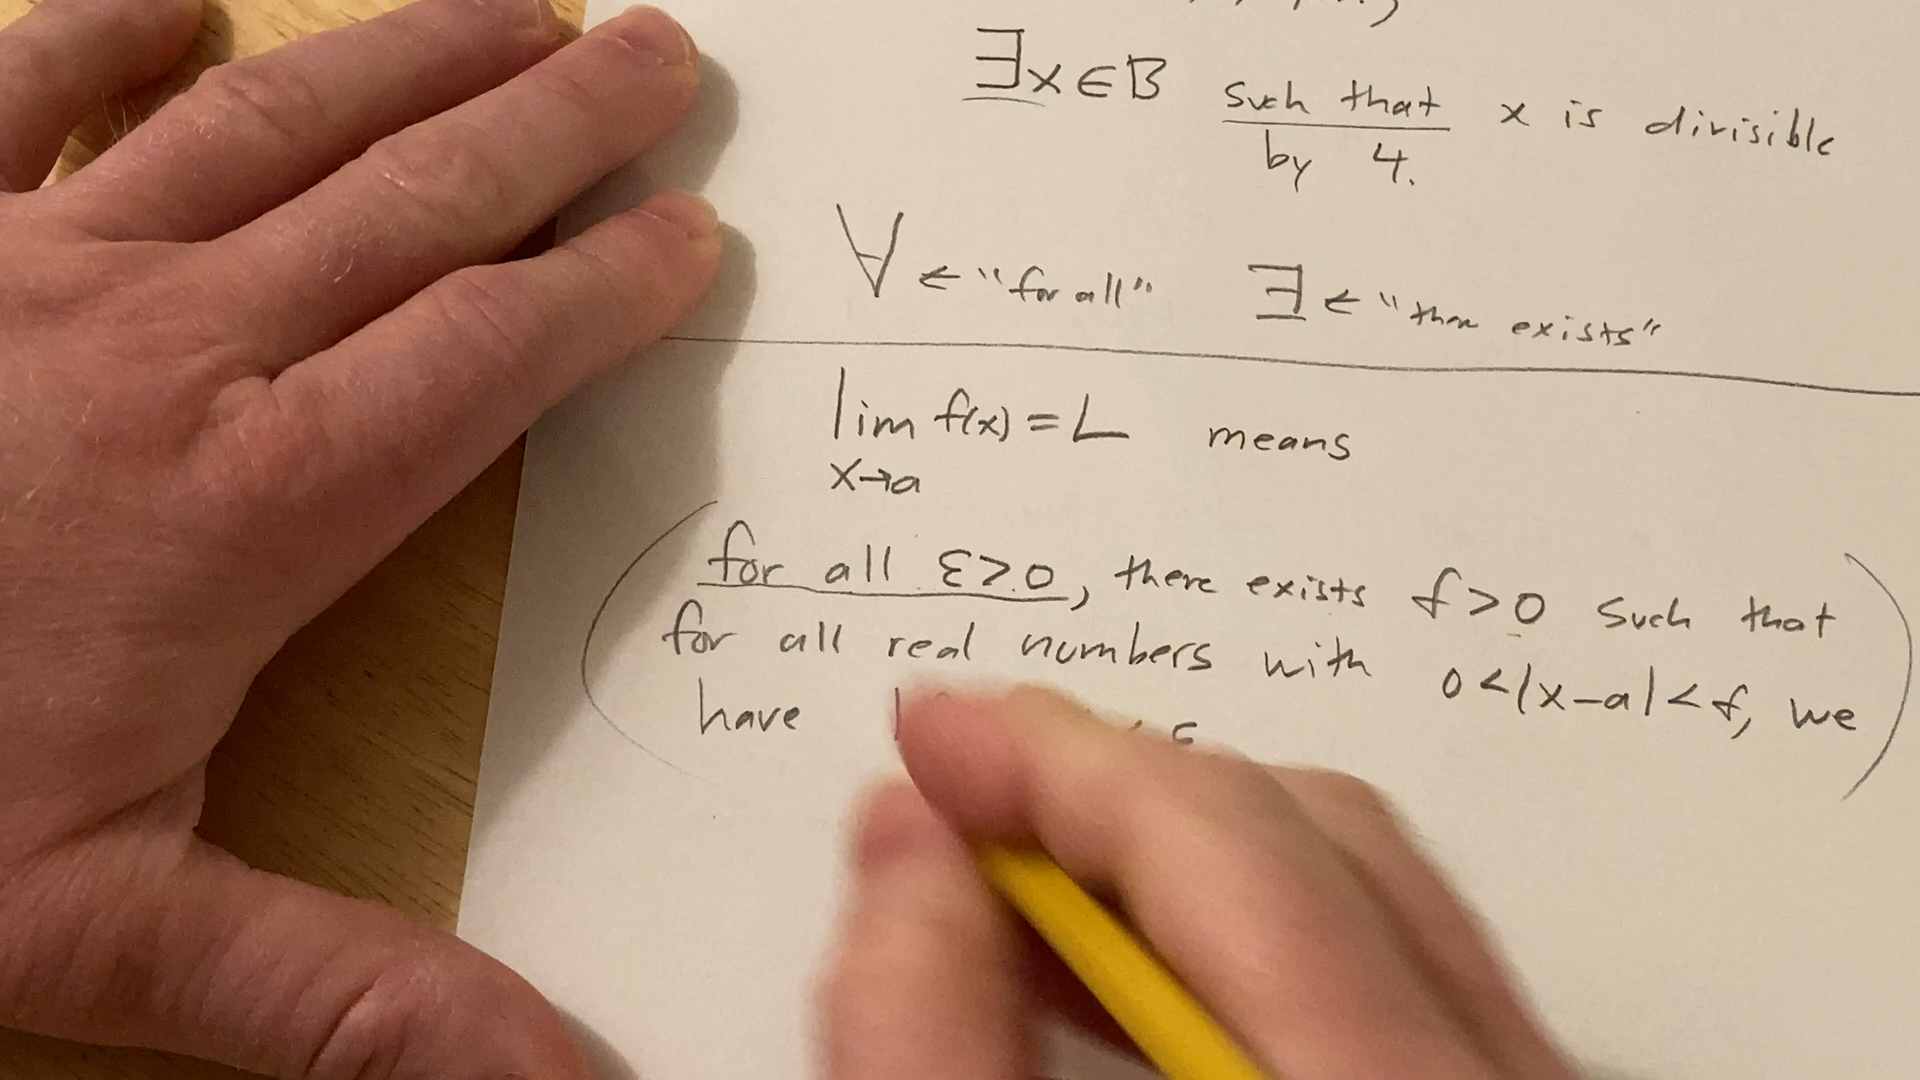 ∃x∈B such that x is divisible
by 4.
∀ ← "for all" ∃ ← "there exists"
lim f(x) = L means
x→a
for all ε>0, there exists δ>0 such that
for all real numbers with 0<|x-a|<δ, we
have